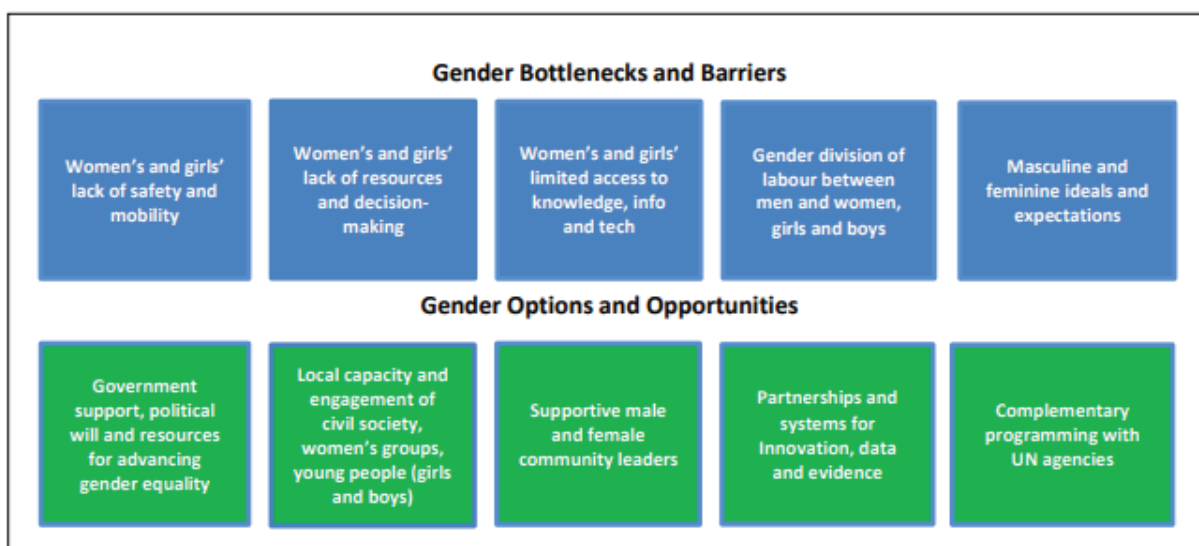 Gender Bottlenecks and Barriers
Women's and girls'
lack of safety and
mobility
Women's and girls'
lack of resources
and decision-
making
Women's and girls'
limited access to
knowledge, info
and tech
Gender division of
labour between
men and women,
girls and boys
Masculine and
feminine ideals and
expectations
Gender Options and Opportunities
Government
support, political
will and resources
for advancing
gender equality
Local capacity and
engagement of
civil society,
women's groups,
young people (girls
and boys)
Supportive male
and female
community leaders
Partnerships and
systems for
Innovation, data
and evidence
Complementary
programming with
UN agencies